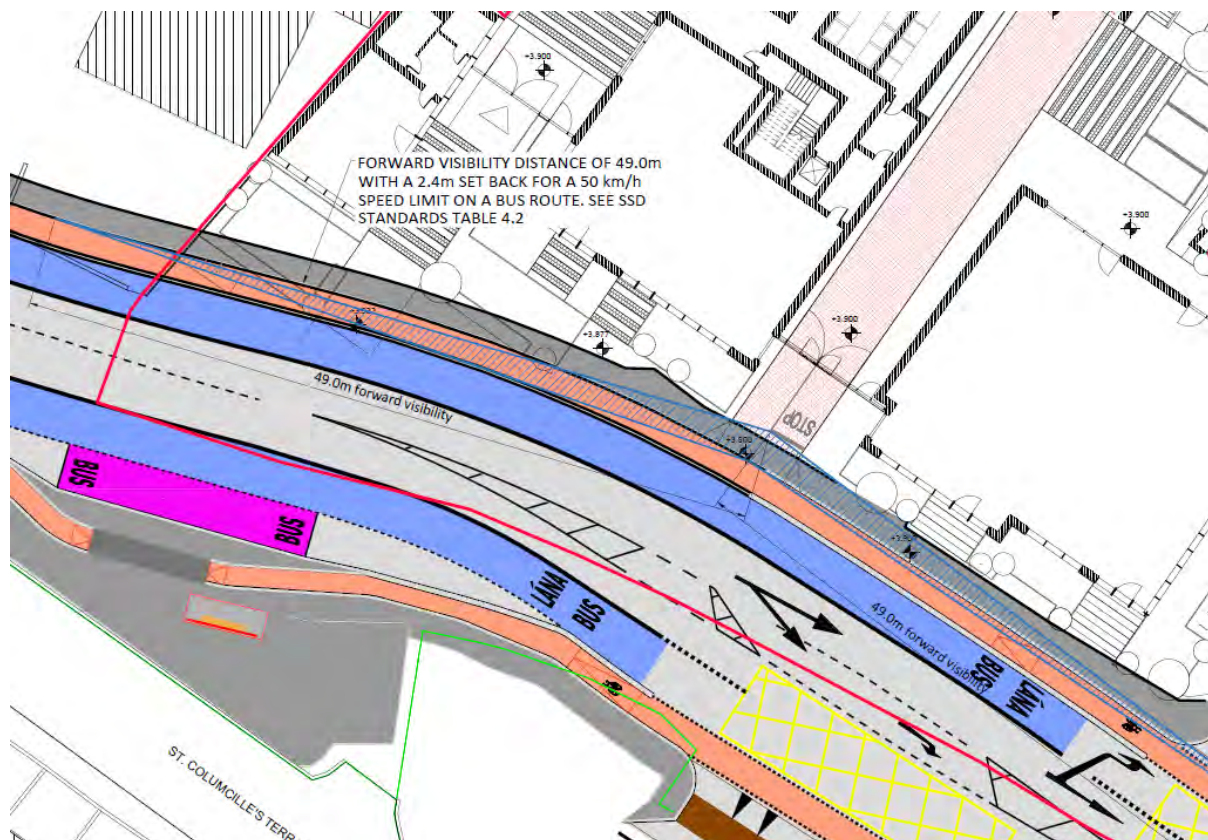 +3.900
FORWARD VISIBILITY DISTANCE OF 49.0m
WITH A 2.4m SET BACK FOR A 50 km/h
SPEED LIMIT ON A BUS ROUTE. SEE SSD
STANDARDS TABLE 4.2
+3.900
+3.900
+3.877
49.0m forward visibility
STOP
+3.800
BUS
BUS
LÁNA
BUS
49.0m forward visibility
LÁNA
BUS
ST. COLUMCILLE'S TERR